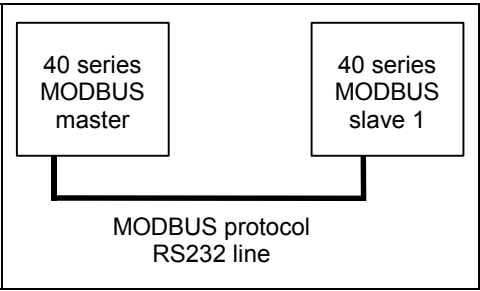 40 series
MODBUS
master
40 series
MODBUS
slave 1
MODBUS protocol
RS232 line